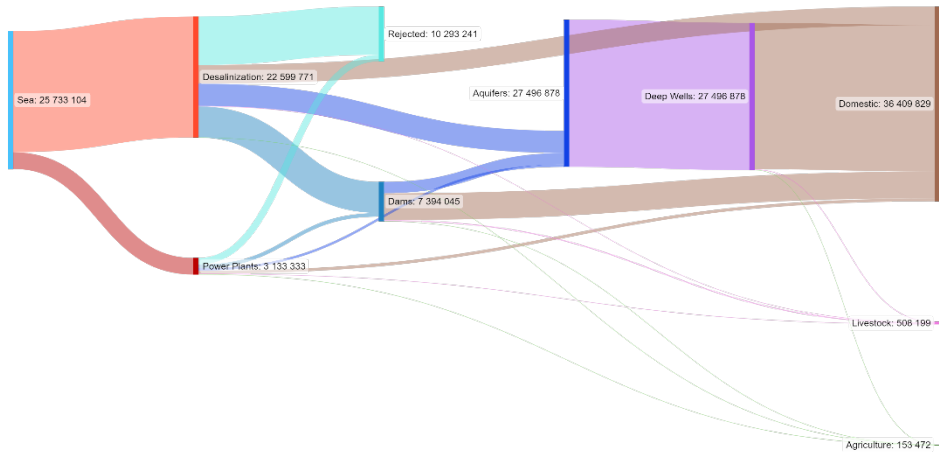 Rejected: 10 293 241
Desalinization: 22 599 771
Sea: 25 733 104
Aquifers: 27 496 878
Deep Wells: 27 496 878
Domestic: 36 409 829
Dams: 7 394 045
Power Plants: 3 133 333
Livestock: 508 199
Agriculture: 153 472